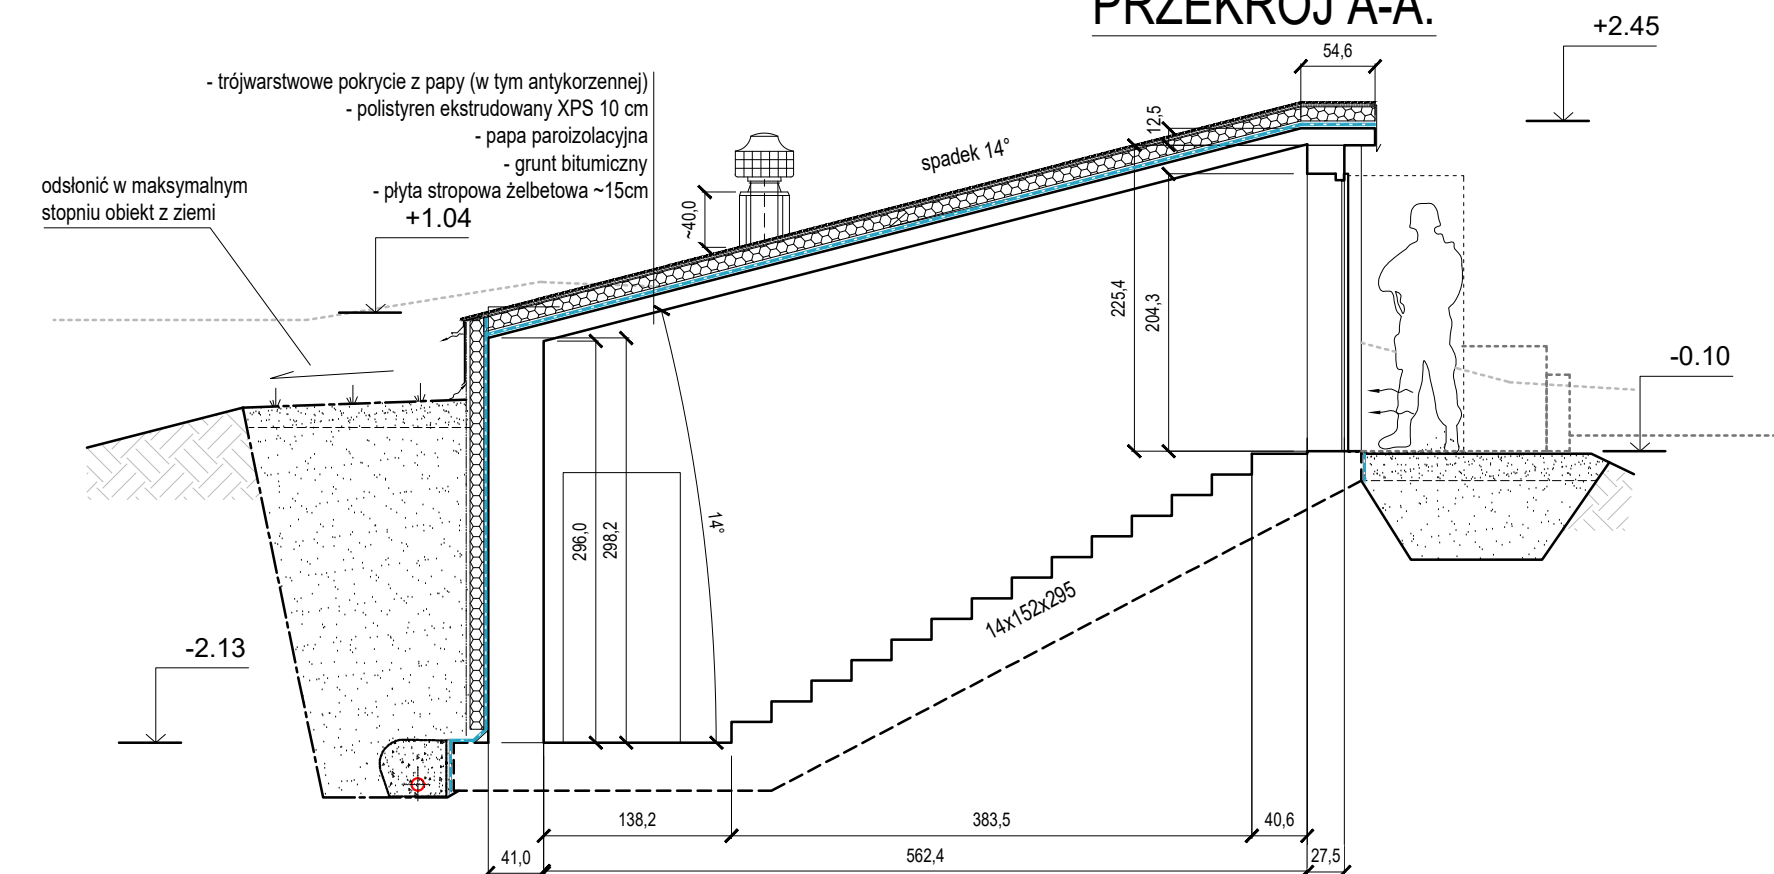 PRZEKRÓJ A-A.
+2.45
54,6
- trójwarstwowe pokrycie z papy (w tym antykorzennej)
- polistyren ekstrudowany XPS 10 cm
- papa paroizolacyjna
- grunt bitumiczny
- płyta stropowa żelbetowa ~15cm
12,5
spadek 14°
odsłonić w maksymalnym
stopniu obiekt z ziemi
+1.04
~40,0
225,4
204,3
-0.10
296,0
298,2
14°
14x152x295
-2.13
138,2
383,5
40,6
41,0
562,4
27,5